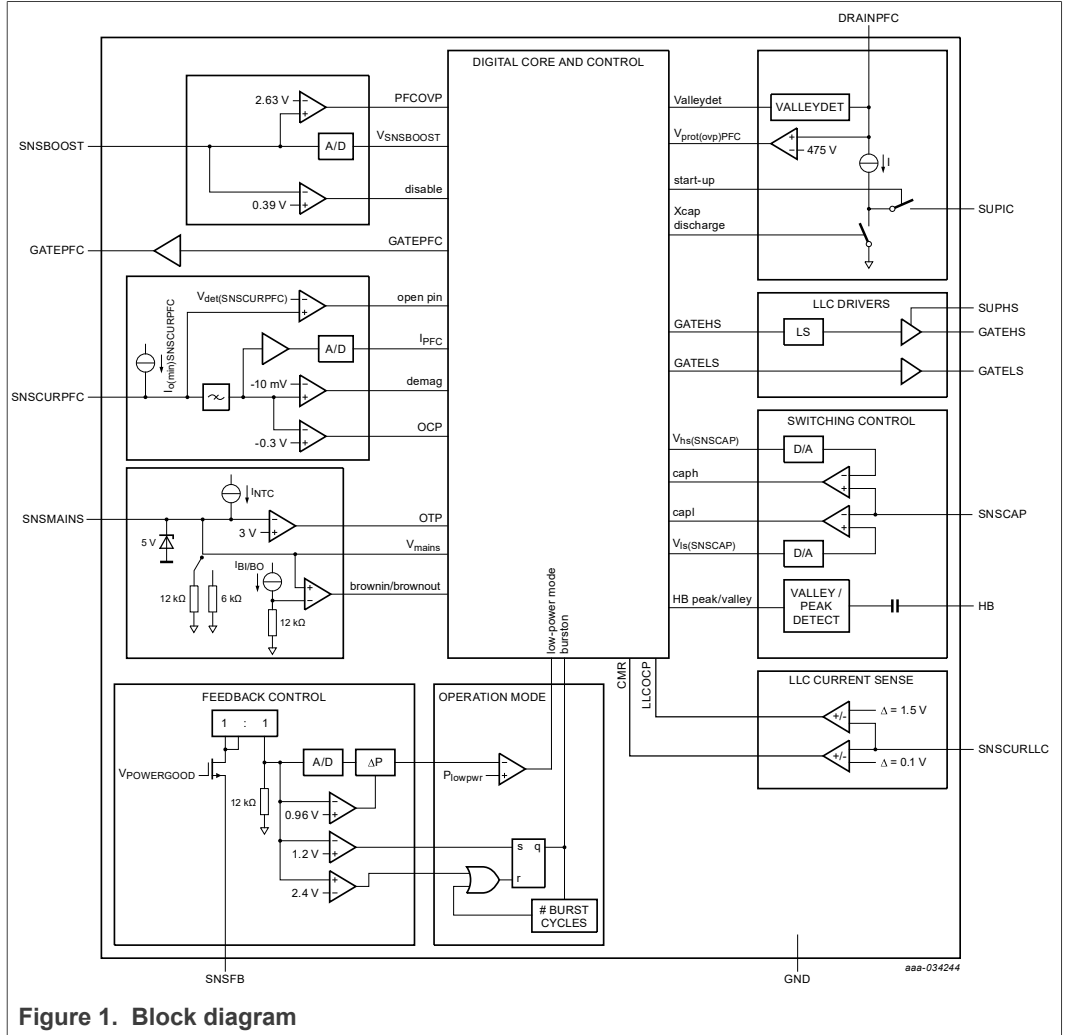 DRAINPFC
DIGITAL CORE AND CONTROL
2.63 V
PFCOVP
SNSBOOST
A/D
VSNSBOOST
0.39 V
disable
GATEPFC
GATEPFC
Vdet(SNSCURPFC)
open pin
Io(min)SNSCURPFC
A/D
IPFC
-10 mV
demag
SNSCURPFC
-0.3 V
OCP
INTC
SNSMAINS
3 V
OTP
5 V
Vmains
IBI/BO
brownin/brownout
12 kΩ
6 kΩ
12 kΩ
low-power mode
burston
CMR
LLCOCP
Valleydet
VALLEYDET
Vprot(ovp)PFC
475 V
I
start-up
Xcap
discharge
SUPIC
LLC DRIVERS
SUPHS
GATEHS
LS
GATEHS
GATELS
GATELS
SWITCHING CONTROL
Vhs(SNSCAP)
D/A
caph
SNSCAP
capl
Vls(SNSCAP)
D/A
HB peak/valley
VALLEY /
PEAK
DETECT
HB
LLC CURRENT SENSE
+/-
Δ = 1.5 V
SNSCURLLC
+/-
Δ = 0.1 V
FEEDBACK CONTROL
1 : 1
VPOWERGOOD
A/D
ΔP
12 kΩ
0.96 V
1.2 V
2.4 V
SNSFB
OPERATION MODE
Plowpwr
s q
r
# BURST
CYCLES
GND
aaa-034244
Figure 1. Block diagram